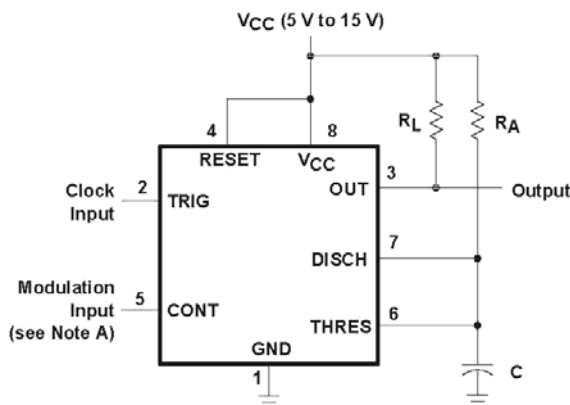 VCC (5 V to 15 V)
4
8
RESET
VCC
RL
RA
3
OUT
Output
Clock
Input
2
TRIG
7
DISCH
Modulation
Input
(see Note A)
5
CONT
6
THRES
GND
1
C